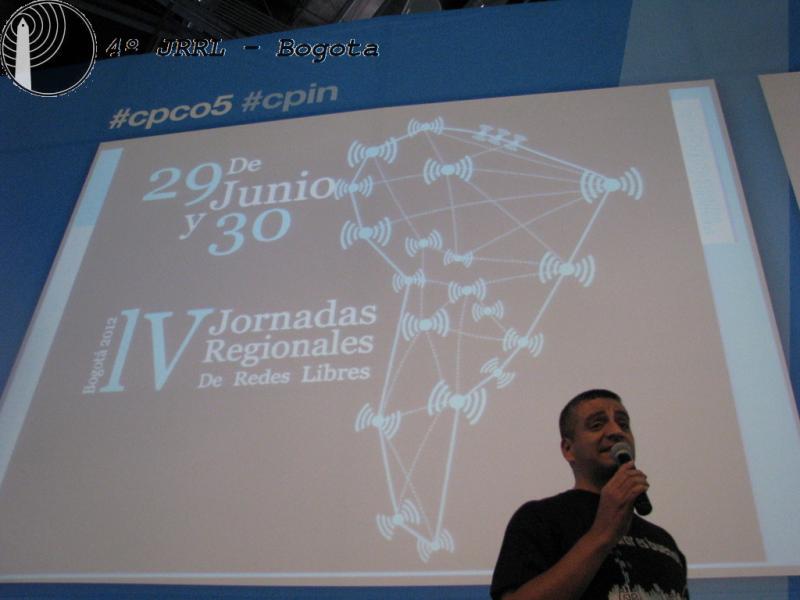 4º JRRL - Bogota
#cpco5 #cpin
29 De
y Junio
30
Bogotá 2012
IV Jornadas
Regionales
De Redes Libres